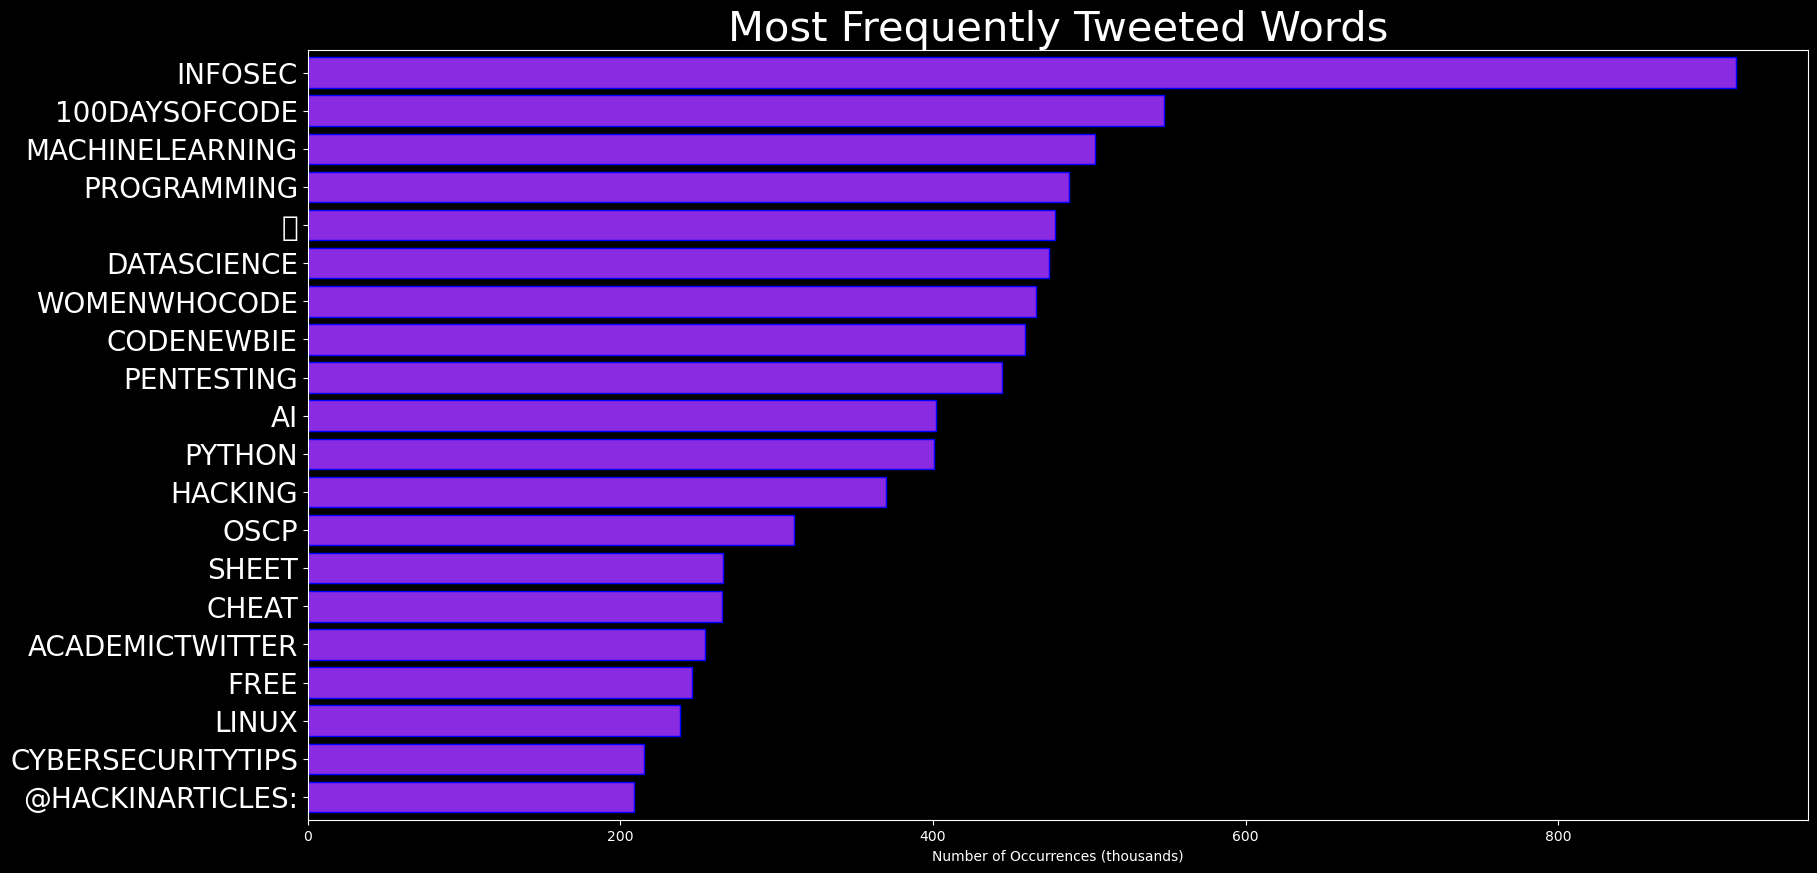 Most Frequently Tweeted Words
INFOSEC
100DAYSOFCODE
MACHINELEARNING
PROGRAMMING
DATASCIENCE
WOMENWHOCODE
CODENEWBIE
PENTESTING
AI
PYTHON
HACKING
OSCP
SHEET
CHEAT
ACADEMICTWITTER
FREE
LINUX
CYBERSECURITYTIPS
@HACKINARTICLES:
0 200 400 600 800
Number of Occurrences (thousands)